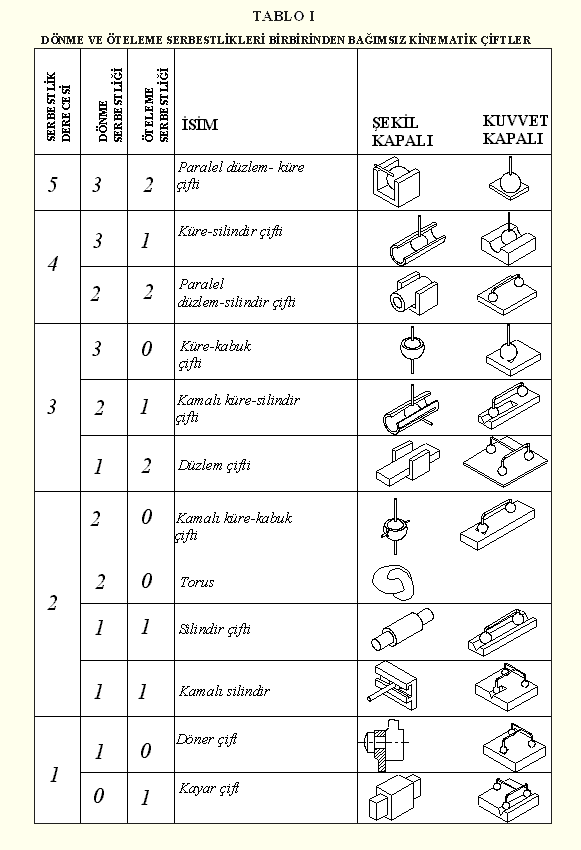 TABLO I
DÖNME VE ÖTELEME SERBESTLİKLERİ BİRBİRİNDEN BAĞIMSIZ KİNEMATİK ÇİFTLER
SERBESTLİK
DERECESİ
DÖNME
SERBESTLİĞİ
ÖTELEME
SERBESTLİĞİ
İSİM
ŞEKİL
KAPALI
KUVVET
KAPALI
5 3 2 Paralel düzlem- küre
çifti
4
3 1 Küre-silindir çifti
2 2 Paralel
düzlem-silindir çifti
3
3 0 Küre-kabuk
çifti
2 1 Kamalı küre-silindir
çifti
1 2 Düzlem çifti
2
2 0 Kamalı küre-kabuk
çifti
2 0 Torus
1 1 Silindir çifti
1 1 Kamalı silindir
1
1 0 Döner çift
0 1 Kayar çift